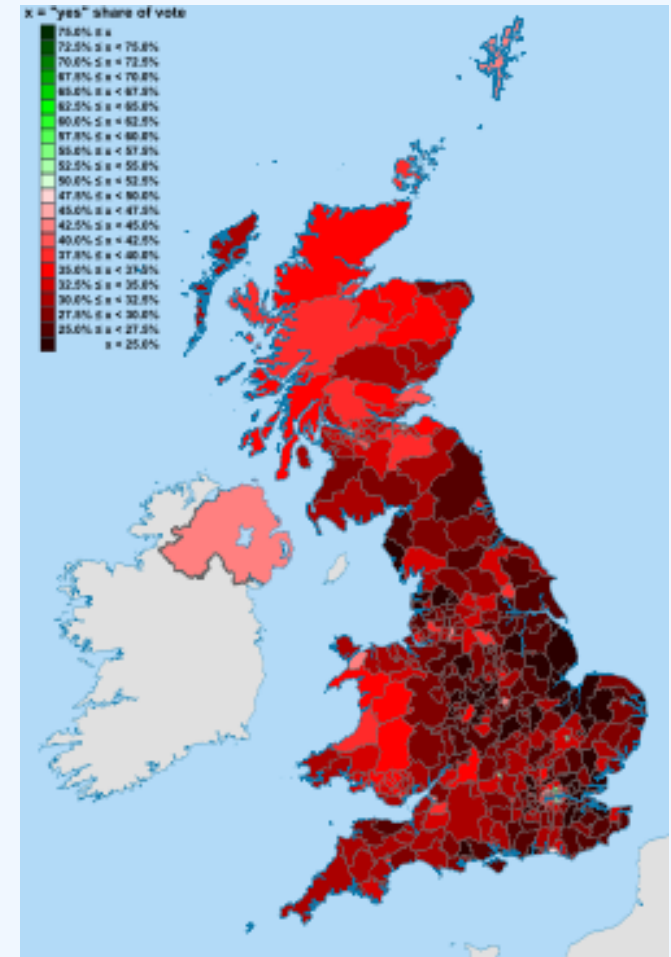 x = "yes" share of vote
75.0% ≤ x
72.5% ≤ x < 75.0%
70.0% ≤ x < 72.5%
67.5% ≤ x < 70.0%
65.0% ≤ x < 67.5%
62.5% ≤ x < 65.0%
60.0% ≤ x < 62.5%
57.5% ≤ x < 60.0%
55.0% ≤ x < 57.5%
52.5% ≤ x < 55.0%
50.0% ≤ x < 52.5%
47.5% ≤ x < 50.0%
45.0% ≤ x < 47.5%
42.5% ≤ x < 45.0%
40.0% ≤ x < 42.5%
37.5% ≤ x < 40.0%
35.0% ≤ x < 37.5%
32.5% ≤ x < 35.0%
30.0% ≤ x < 32.5%
27.5% ≤ x < 30.0%
25.0% ≤ x < 27.5%
x < 25.0%